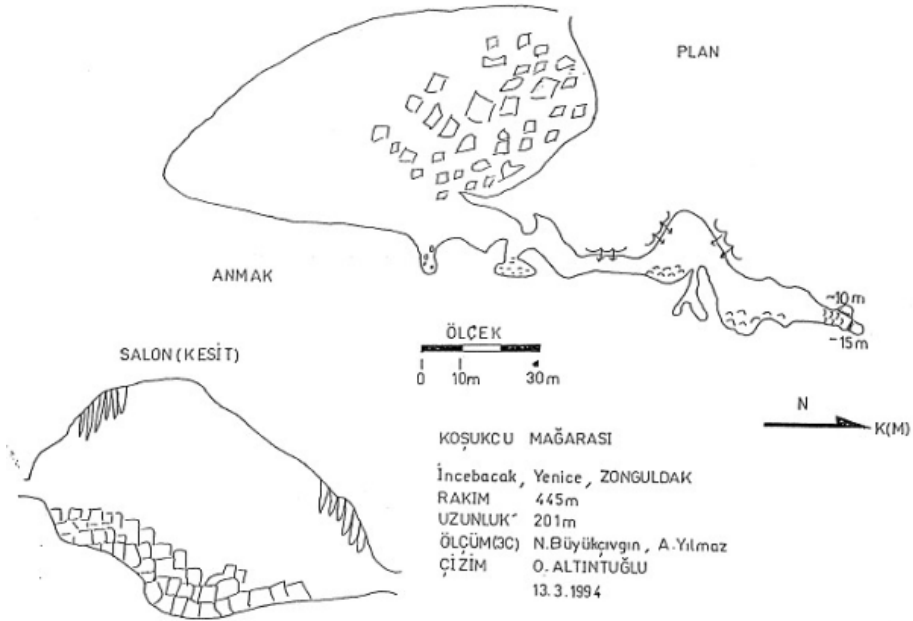 PLAN
ANMAK
~10m
~15m
ÖLÇEK
0 10m 30m
SALON(KESİT)
N
K(M)
KOŞUKCU MAĞARASI
İncebacak, Yenice, ZONGULDAK
RAKIM 445m
UZUNLUK 201m
ÖLÇÜM(3C) N.Büyükçıvgın, A.Yılmaz
ÇİZİM O. ALTINTUĞLU
13.3.1994